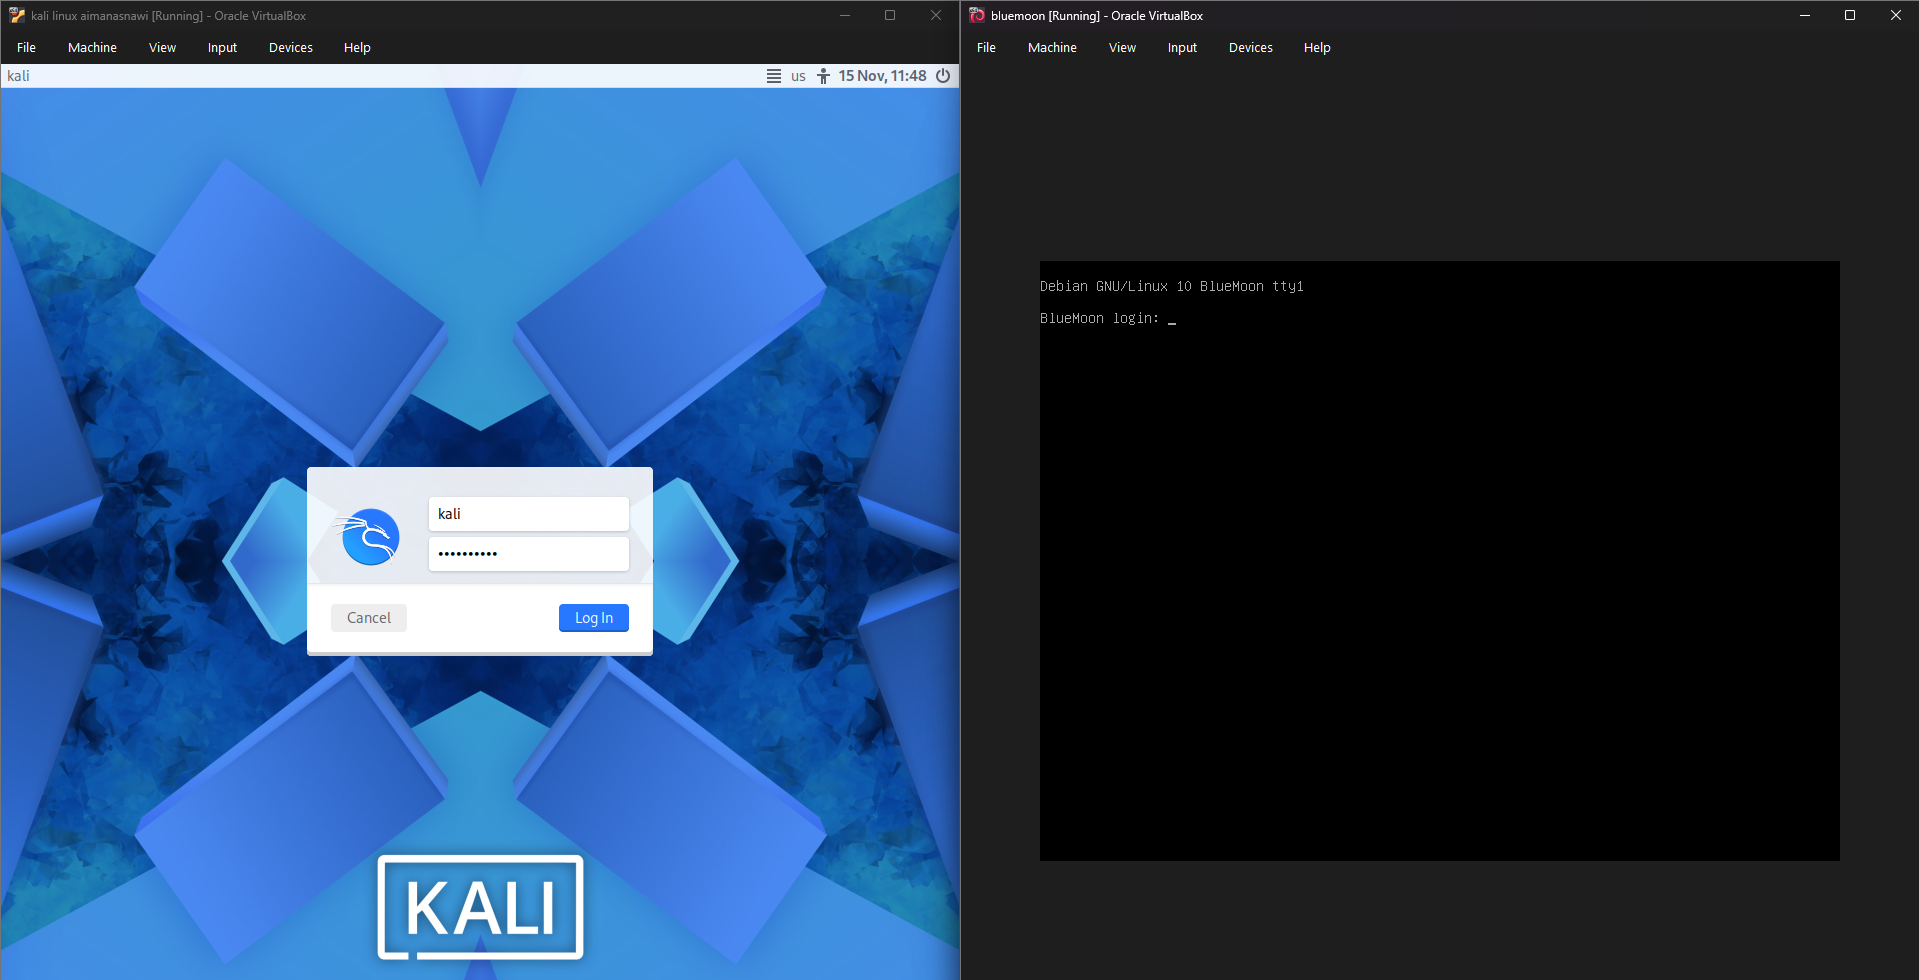 kali linux aimanasnawi [Running] - Oracle VirtualBox
File Machine View Input Devices Help
kali us 15 Nov, 11:48
kali
••••••••••
Cancel Log In
KALI
bluemoon [Running] - Oracle VirtualBox
File Machine View Input Devices Help
Debian GNU/Linux 10 BlueMoon tty1
BlueMoon login: _